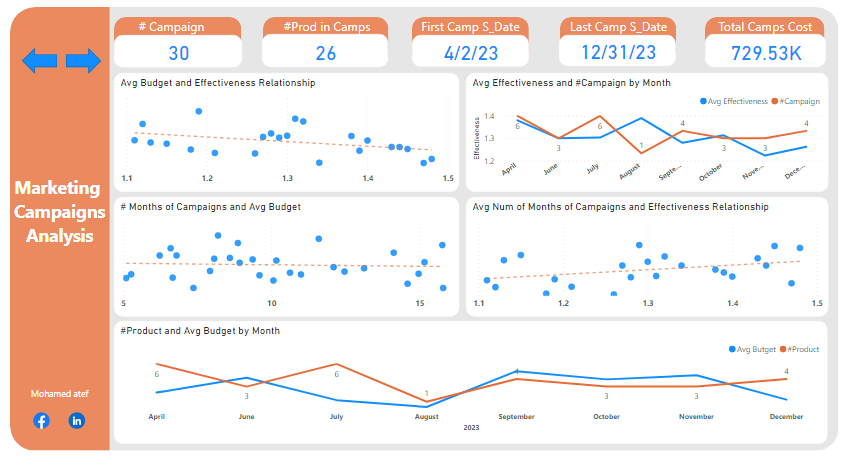 # Campaign
30
#Prod in Camps
26
First Camp S_Date
4/2/23
Last Camp S_Date
12/31/23
Total Camps Cost
729.53K
Marketing
Campaigns
Analysis
Mohamed atef
Avg Budget and Effectiveness Relationship
1.1 1.2 1.3 1.4 1.5
Avg Effectiveness and #Campaign by Month
Avg Effectiveness #Campaign
Effectiveness
1.4
1.3
1.2
6 3 6 1 4 3 3 4
April June July August Septe... October Nove... Dece...
# Months of Campaigns and Avg Budget
5 10 15
Avg Num of Months of Campaigns and Effectiveness Relationship
1.1 1.2 1.3 1.4 1.5
#Product and Avg Budget by Month
Avg Butget #Product
6 3 6 1 4 3 3 4
April June July August September October November December
2023